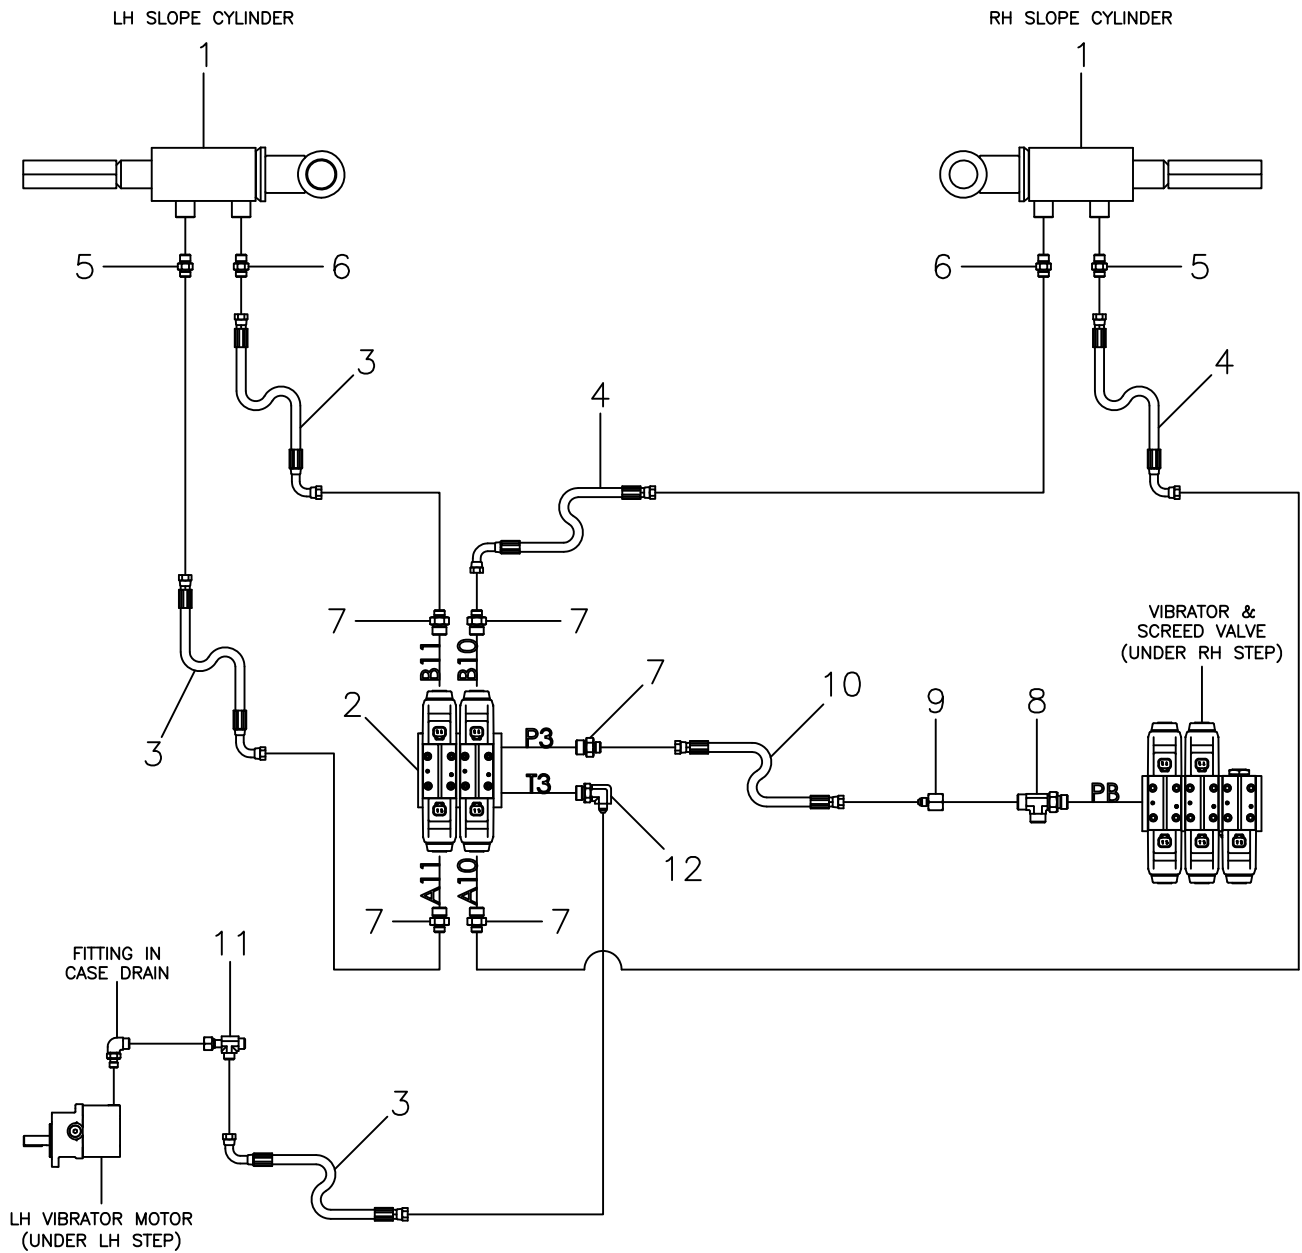 LH SLOPE CYLINDER
RH SLOPE CYLINDER
1
1
5
6
6
5
3
4
4
7
7
VIBRATOR &
SCREED VALVE
(UNDER RH STEP)
B11
B10
3
2
7
10
9
8
P3
T3
PB
12
A11
A10
7
7
FITTING IN
CASE DRAIN
11
3
LH VIBRATOR MOTOR
(UNDER LH STEP)